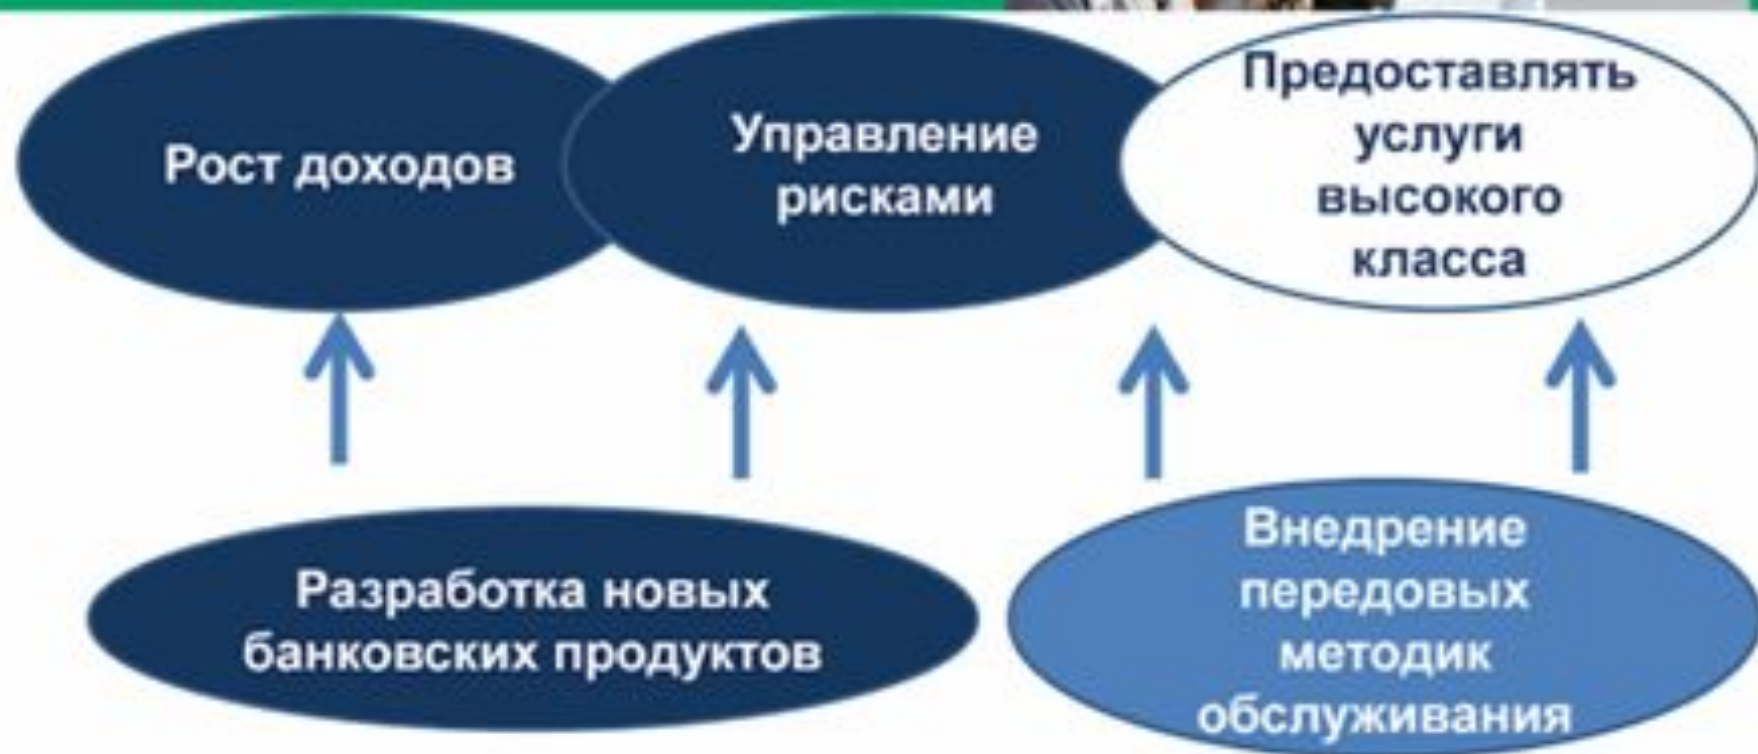 Рост доходов
Управление
рисками
Предоставлять
услуги
высокого
класса
Разработка новых
банковских продуктов
Внедрение
передовых
методик
обслуживания